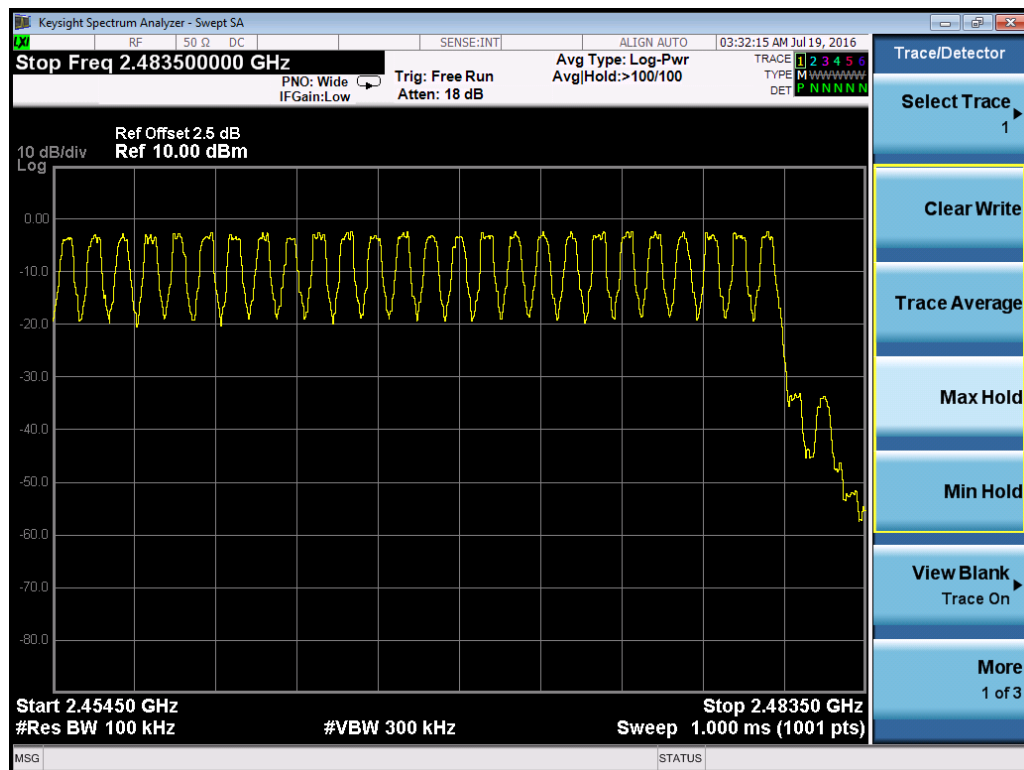 Keysight Spectrum Analyzer - Swept SA
LXI RF 50 Ω DC SENSE:INT ALIGN AUTO 03:32:15 AM Jul 19, 2016
Stop Freq 2.483500000 GHz
PNO: Wide
IFGain:Low
Trig: Free Run
Atten: 18 dB
Avg Type: Log-Pwr
Avg|Hold:>100/100
TRACE 1 2 3 4 5 6
TYPE M WWWWW
DET P N N N N N
Ref Offset 2.5 dB
10 dB/div Ref 10.00 dBm
Log
0.00
-10.0
-20.0
-30.0
-40.0
-50.0
-60.0
-70.0
-80.0
Start 2.45450 GHz Stop 2.48350 GHz
#Res BW 100 kHz #VBW 300 kHz Sweep 1.000 ms (1001 pts)
MSG STATUS
Trace/Detector
Select Trace
1
Clear Write
Trace Average
Max Hold
Min Hold
View Blank
Trace On
More
1 of 3